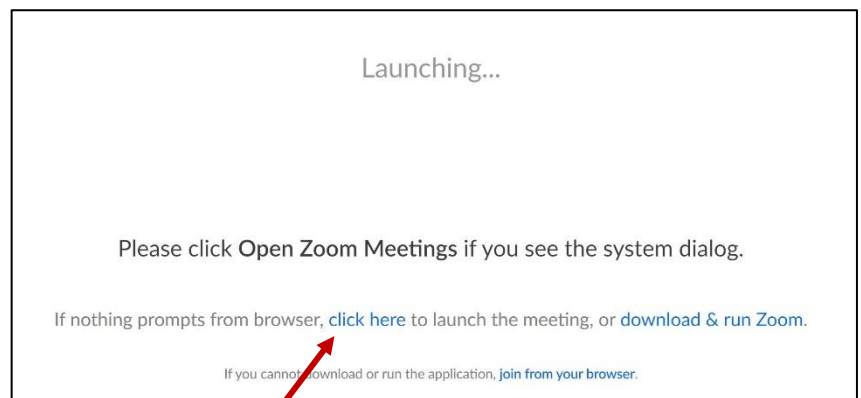 Launching...
Please click Open Zoom Meetings if you see the system dialog.
If nothing prompts from browser, click here to launch the meeting, or download & run Zoom.
If you cannot download or run the application, join from your browser.